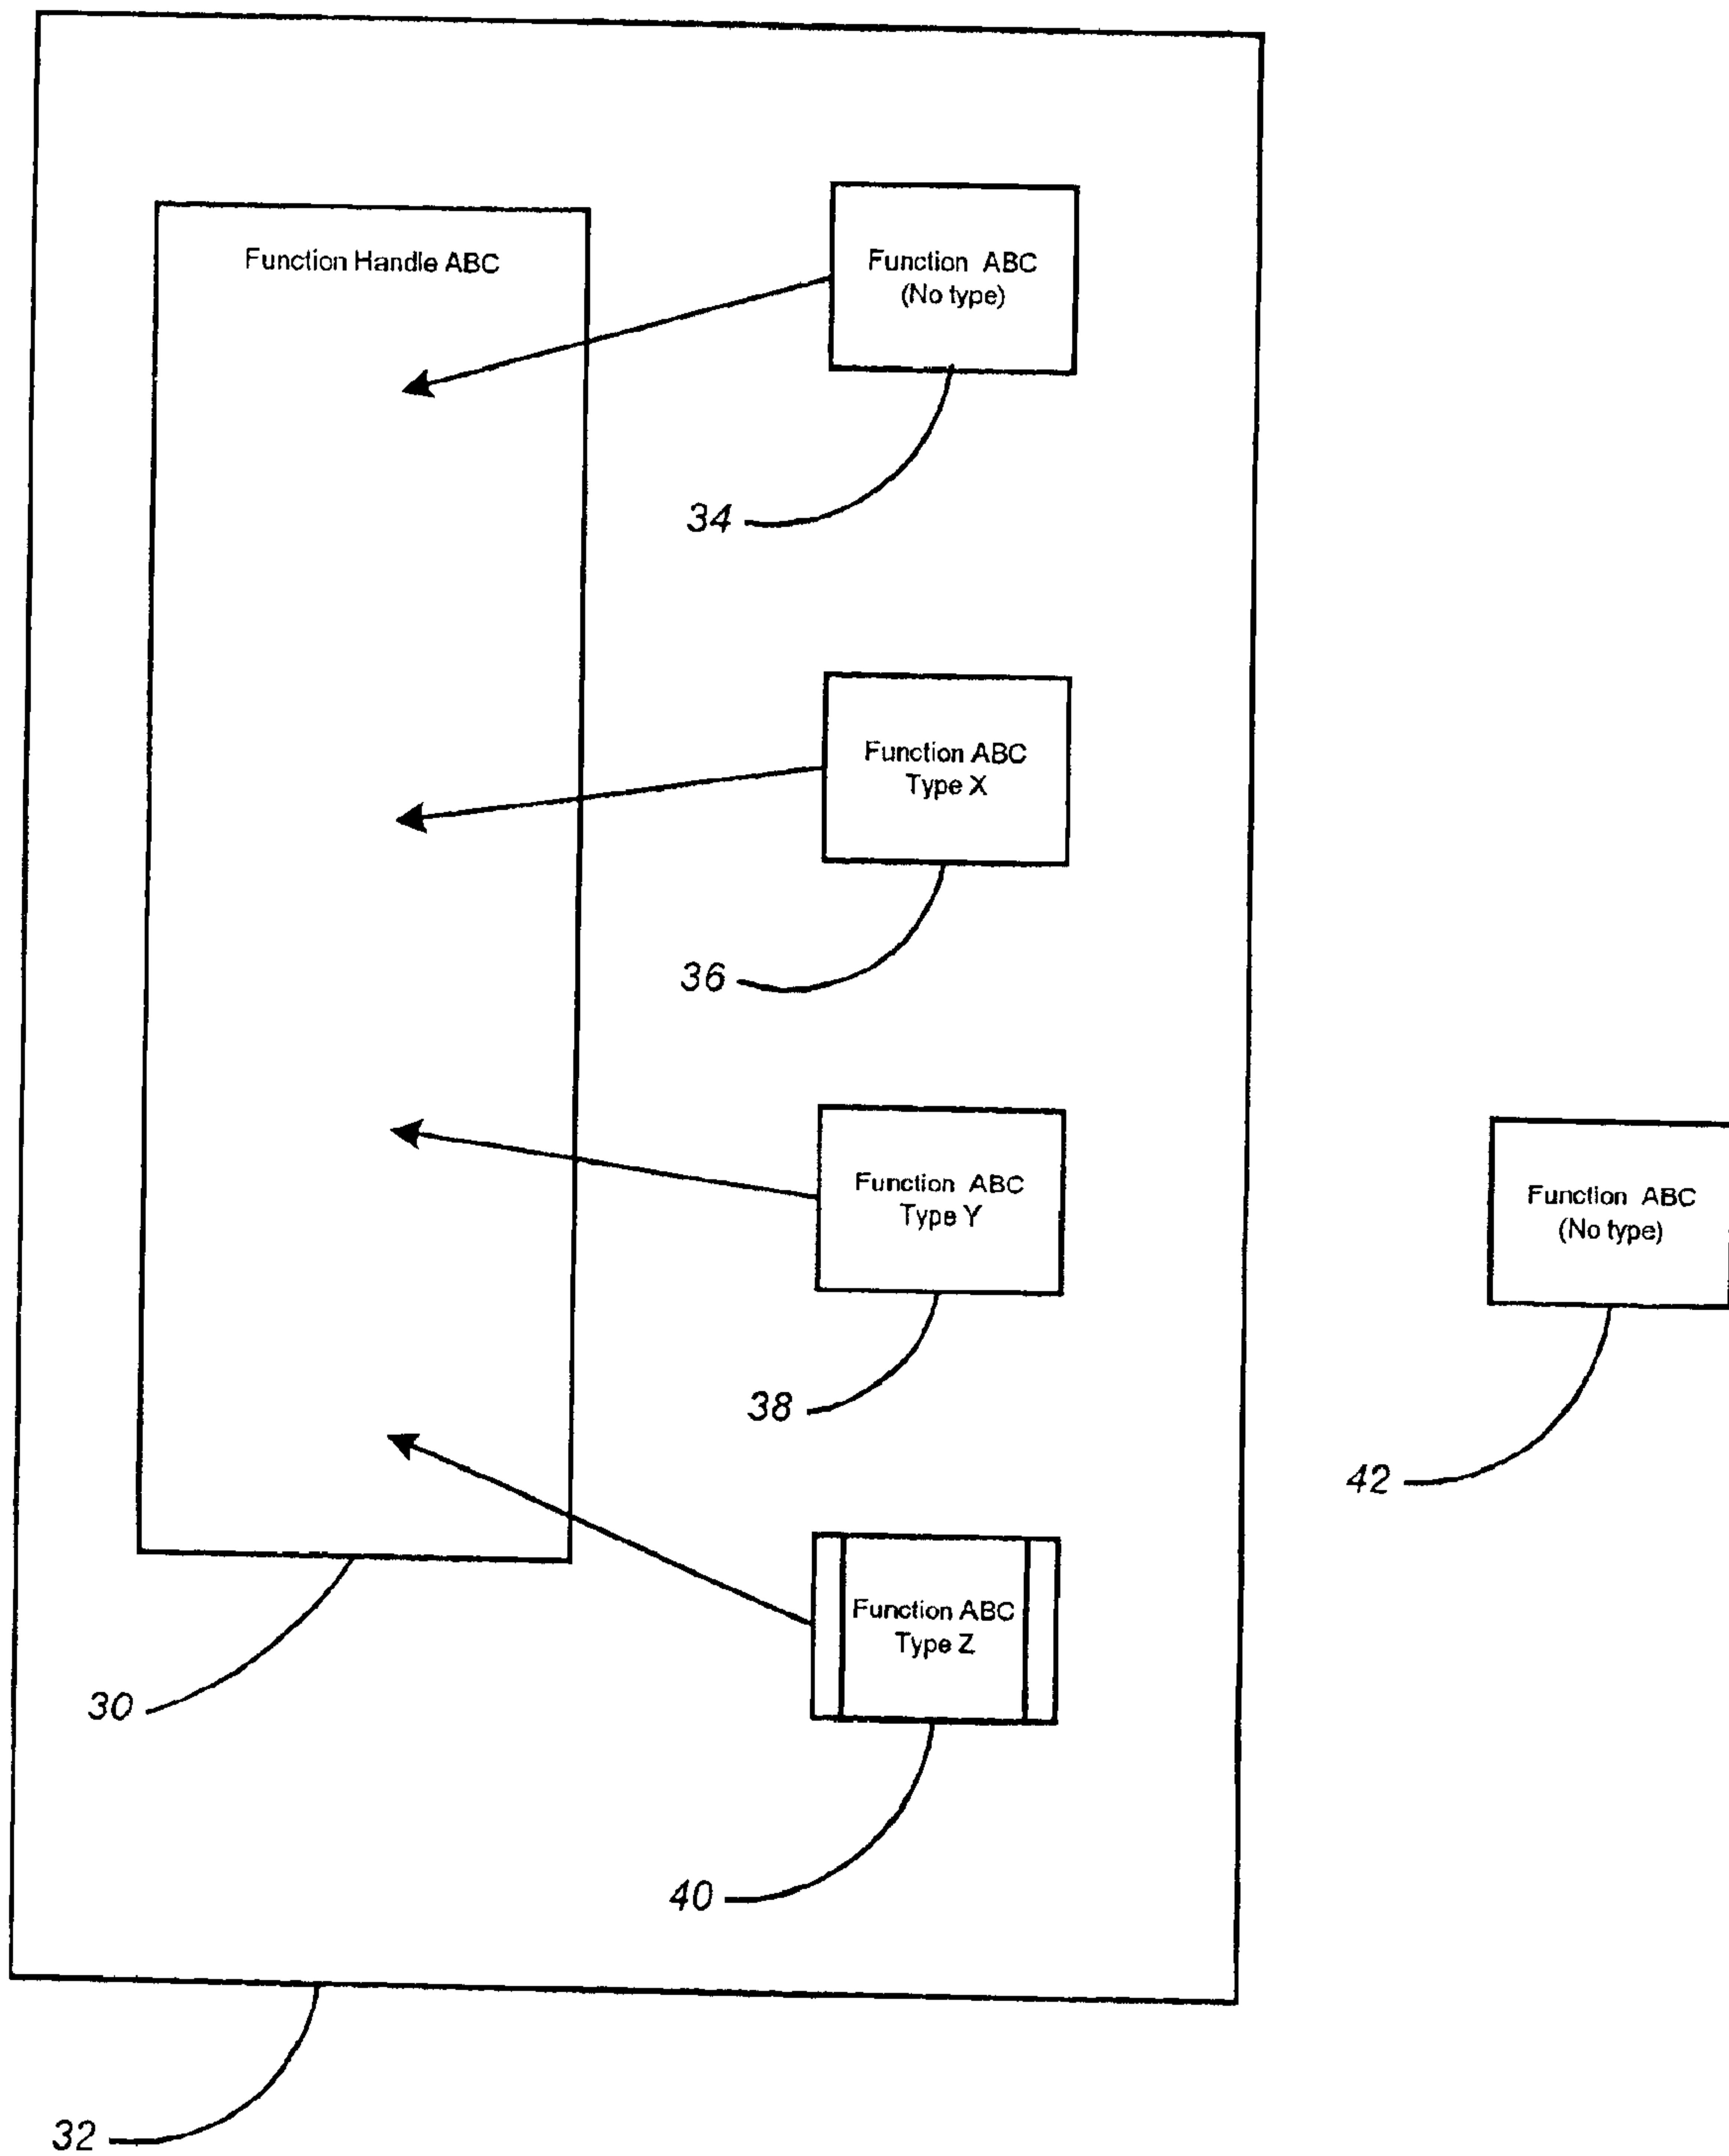 Function Handle ABC
Function ABC
(No type)
34
Function ABC
Type X
36
Function ABC
Type Y
38
Function ABC
(No type)
42
Function ABC
Type Z
30
40
32